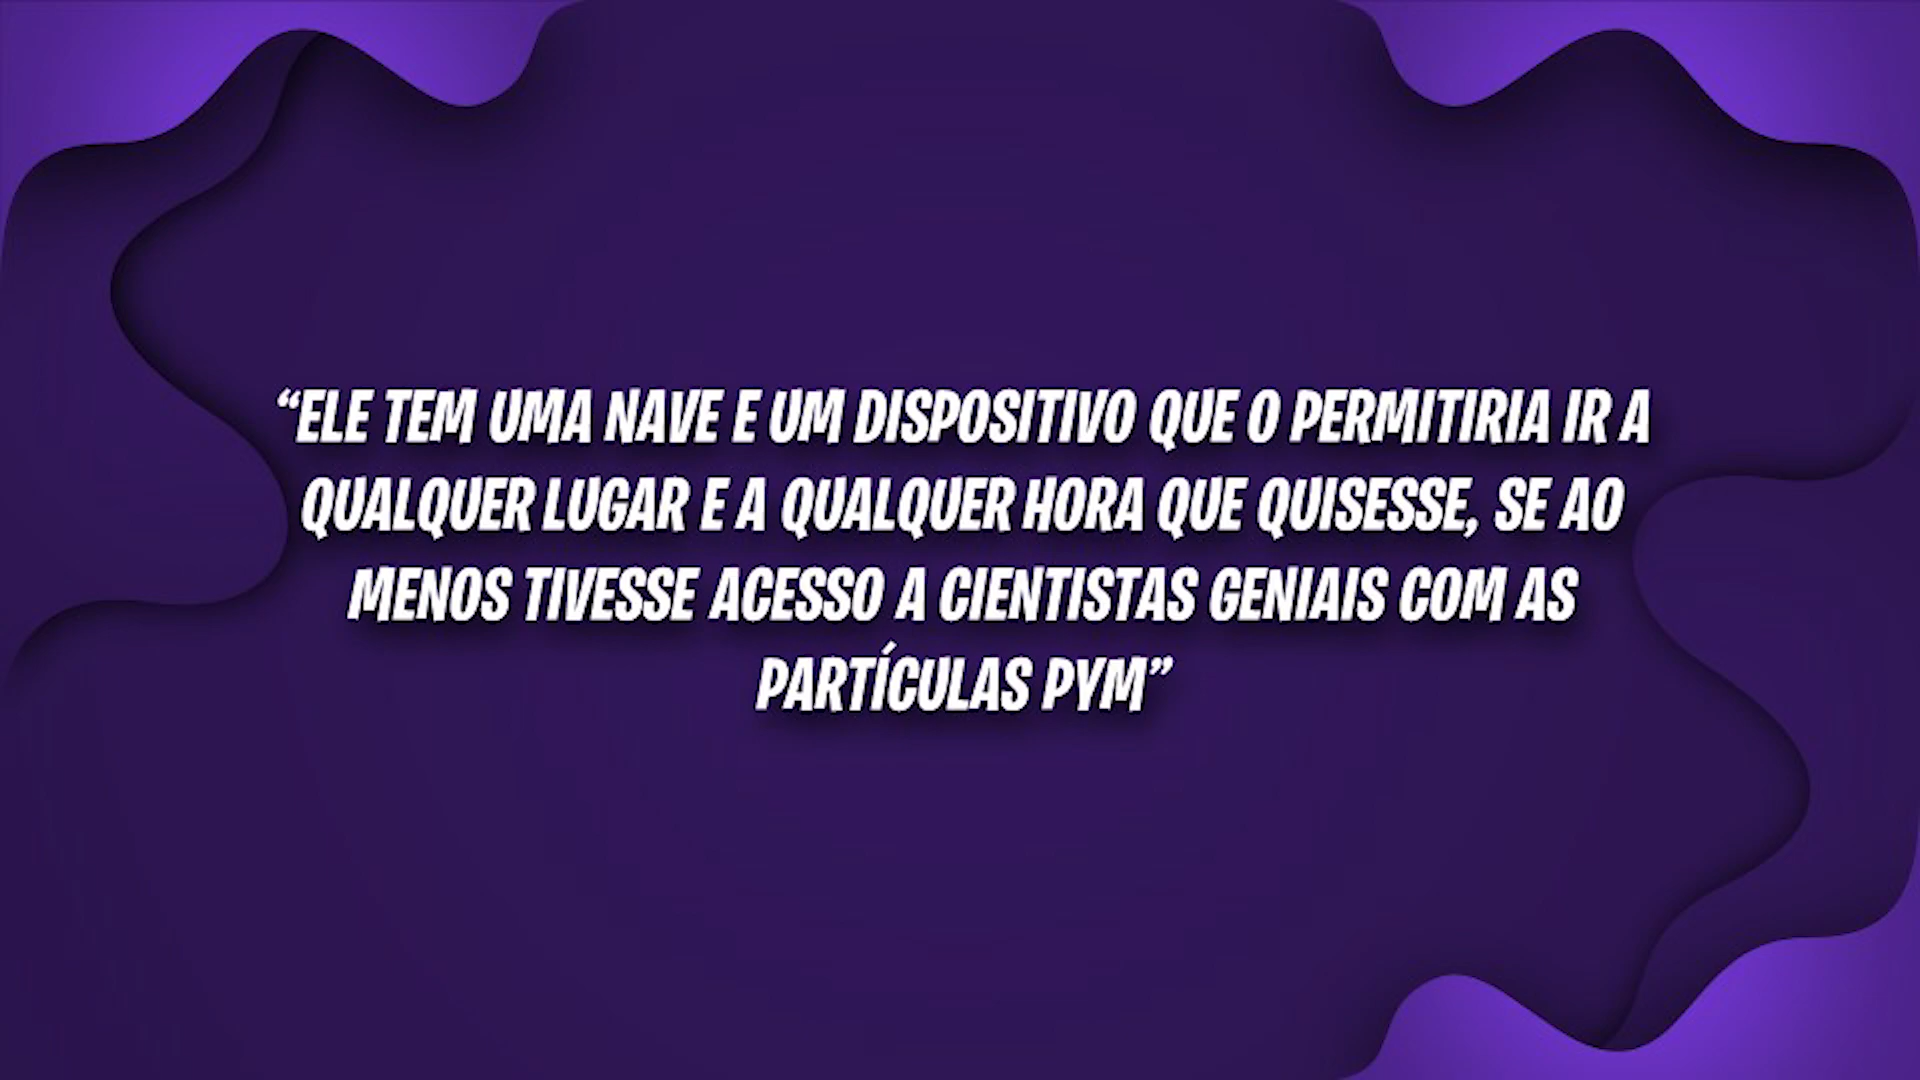 “ELE TEM UMA NAVE E UM DISPOSITIVO QUE O PERMITIRIA IR A
QUALQUER LUGAR E A QUALQUER HORA QUE QUISESSE, SE AO
MENOS TIVESSE ACESSO A CIENTISTAS GENIAIS COM AS
PARTÍCULAS PYM”